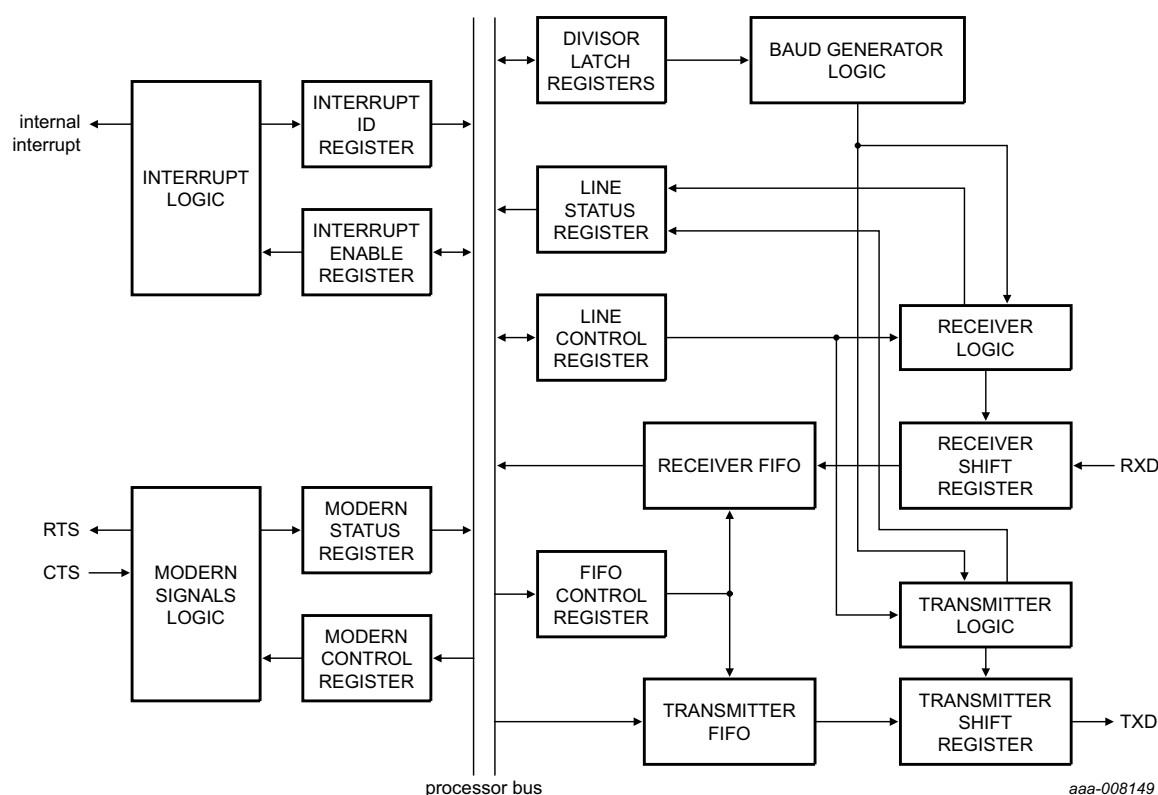 DIVISOR
LATCH
REGISTERS
BAUD GENERATOR
LOGIC
internal
interrupt
INTERRUPT
LOGIC
INTERRUPT
ID
REGISTER
INTERRUPT
ENABLE
REGISTER
LINE
STATUS
REGISTER
LINE
CONTROL
REGISTER
RECEIVER
LOGIC
RECEIVER FIFO
RECEIVER
SHIFT
REGISTER
RXD
RTS
CTS
MODERN
SIGNALS
LOGIC
MODERN
STATUS
REGISTER
MODERN
CONTROL
REGISTER
FIFO
CONTROL
REGISTER
TRANSMITTER
LOGIC
TRANSMITTER
FIFO
TRANSMITTER
SHIFT
REGISTER
TXD
processor bus
aaa-008149